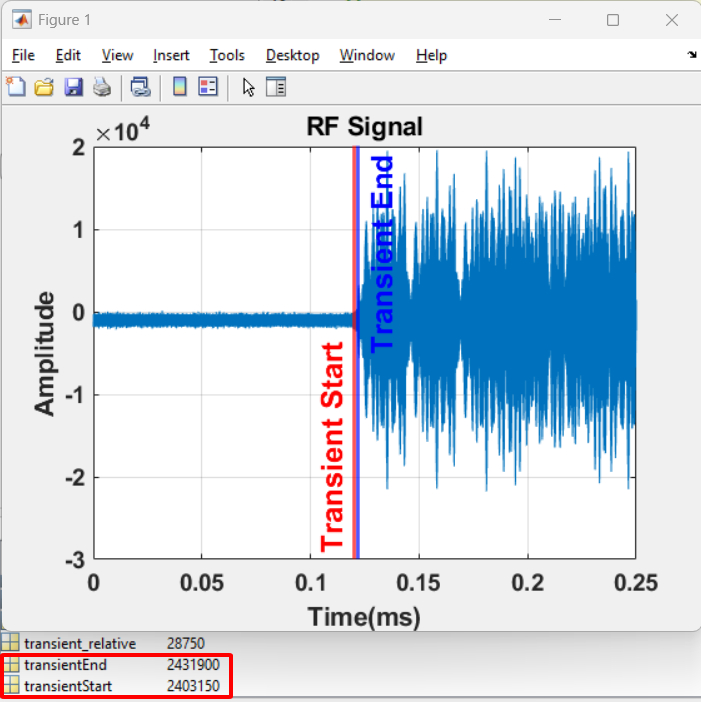 Figure 1
File Edit View Insert Tools Desktop Window Help
RF Signal
×10⁴
2
1
0
-1
-2
-3
Amplitude
Transient Start
Transient End
0 0.05 0.1 0.15 0.2 0.25
Time(ms)
transient_relative 28750
transientEnd 2431900
transientStart 2403150